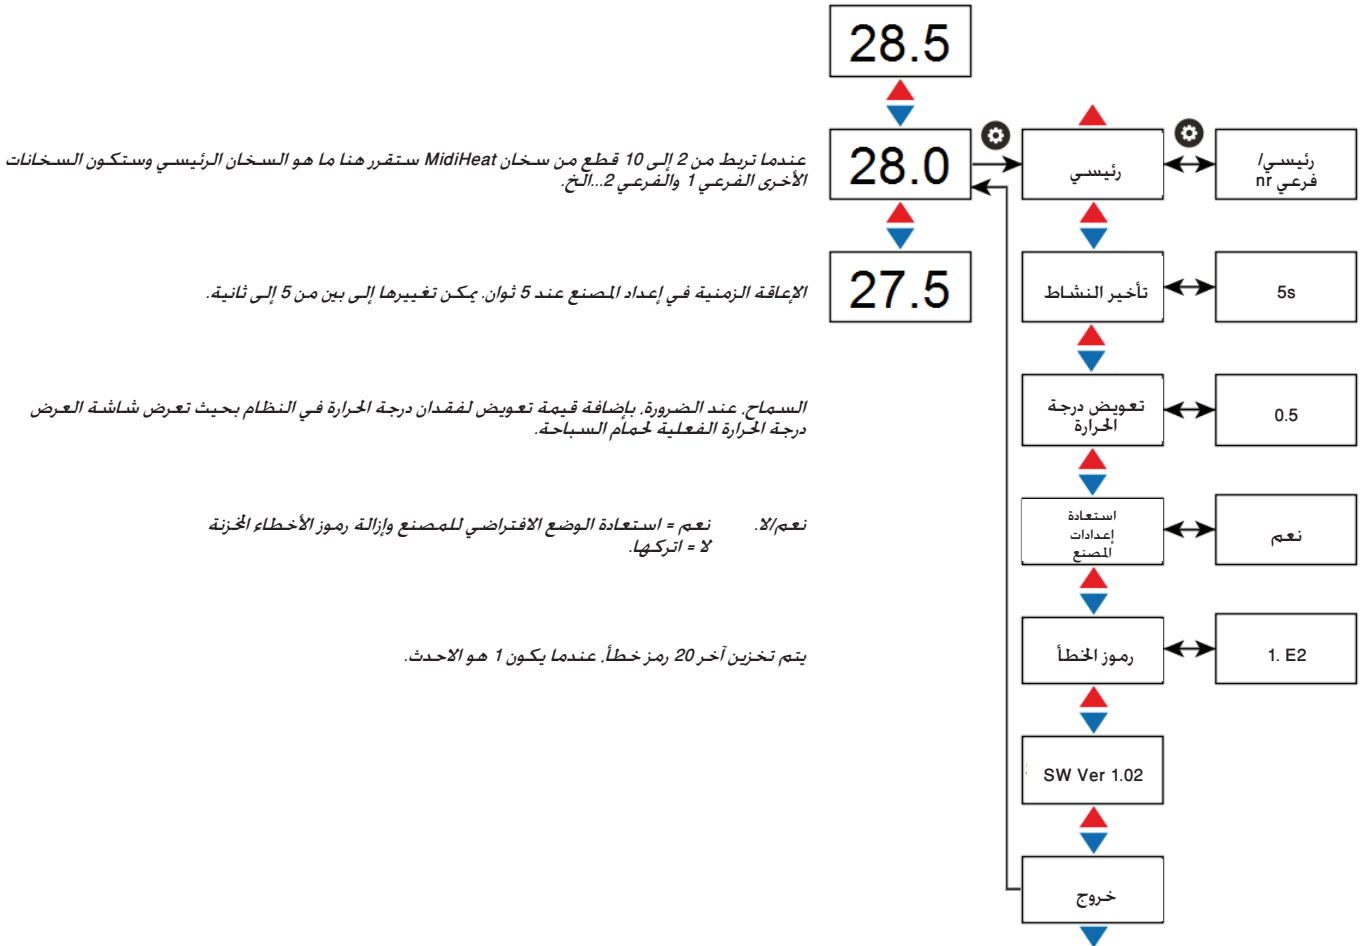 28.5
عندما تربط من 2 إلى 10 قطع من سخان MidiHeat ستقرر هنا ما هو السخان الرئيسي وستكون السخانات
الأخرى الفرعي 1 والفرعي 2...الخ.
28.0
رئيسي
رئيسي/
فرعي nr
الإعاقة الزمنية في إعداد المصنع عند 5 ثوان. يمكن تغييرها إلى بين من 5 إلى ثانية.
27.5
تأخير النشاط
5s
السماح, عند الضرورة, بإضافة قيمة تعويض لفقدان درجة الحرارة في النظام بحيث تعرض شاشة العرض
درجة الحرارة الفعلية لحمام السباحة.
تعويض درجة
الحرارة
0.5
نعم/لا. نعم = استعادة الوضع الافتراضي للمصنع وإزالة رموز الأخطاء المخزنة
لا = اتركها.
استعادة
إعدادات
المصنع
نعم
يتم تخزين آخر 20 رمز خطأ, عندما يكون 1 هو الاحدث.
رموز الخطأ
1. E2
SW Ver 1.02
خروج